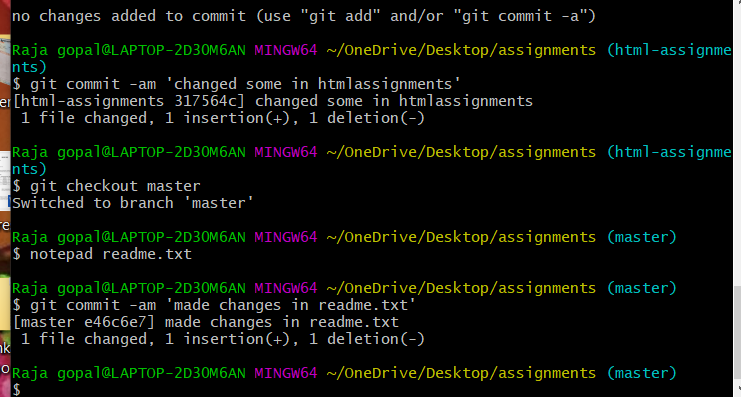 no changes added to commit (use "git add" and/or "git commit -a")
Raja gopal@LAPTOP-2D3OM6AN MINGW64 ~/OneDrive/Desktop/assignments (html-assignme
nts)
$ git commit -am 'changed some in htmlassignments'
[html-assignments 317564c] changed some in htmlassignments
 1 file changed, 1 insertion(+), 1 deletion(-)
Raja gopal@LAPTOP-2D3OM6AN MINGW64 ~/OneDrive/Desktop/assignments (html-assignme
nts)
$ git checkout master
Switched to branch 'master'
Raja gopal@LAPTOP-2D3OM6AN MINGW64 ~/OneDrive/Desktop/assignments (master)
$ notepad readme.txt
Raja gopal@LAPTOP-2D3OM6AN MINGW64 ~/OneDrive/Desktop/assignments (master)
$ git commit -am 'made changes in readme.txt'
[master e46c6e7] made changes in readme.txt
 1 file changed, 1 insertion(+), 1 deletion(-)
Raja gopal@LAPTOP-2D3OM6AN MINGW64 ~/OneDrive/Desktop/assignments (master)
$